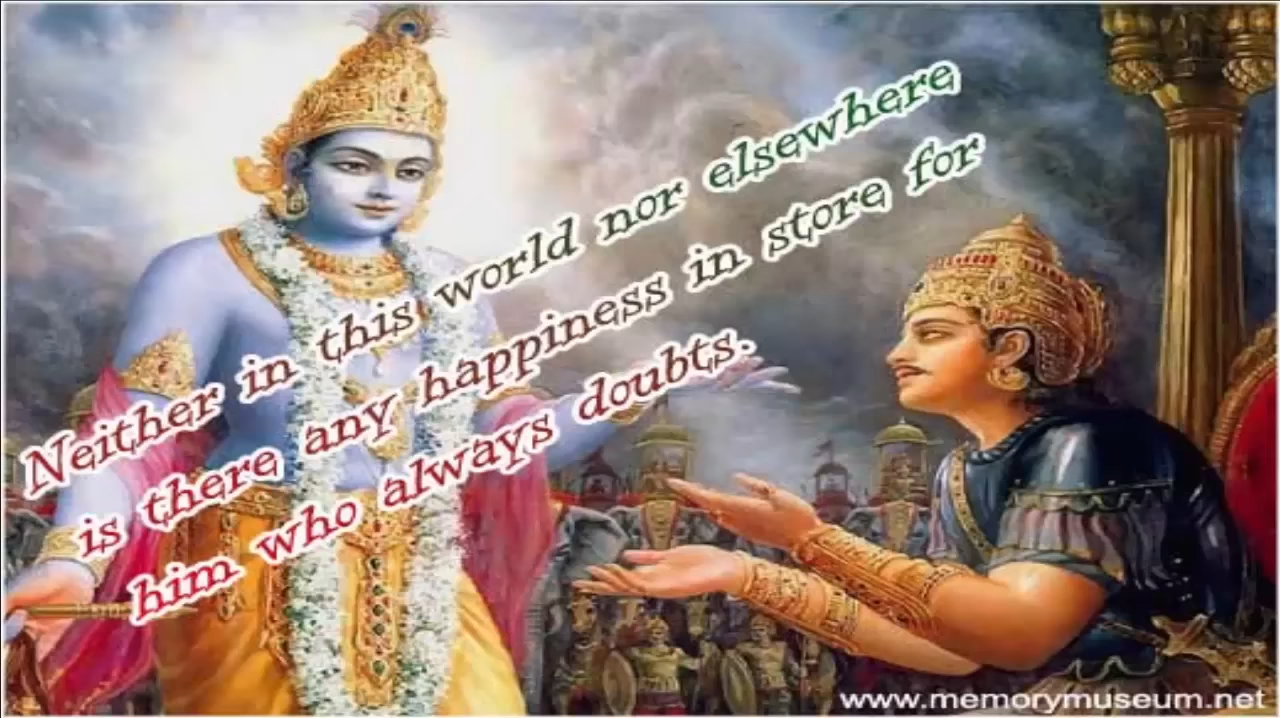 Neither in this world nor elsewhere
is there any happiness in store for
him who always doubts.
www.memorymuseum.net